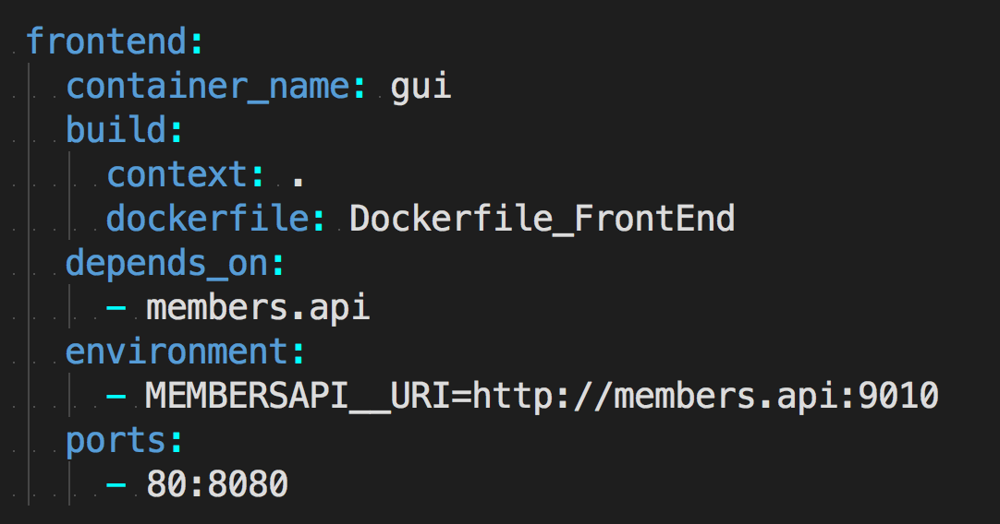 frontend:
container_name: gui
build:
context: .
dockerfile: Dockerfile_FrontEnd
depends_on:
- members.api
environment:
- MEMBERSAPI__URI=http://members.api:9010
ports:
- 80:8080